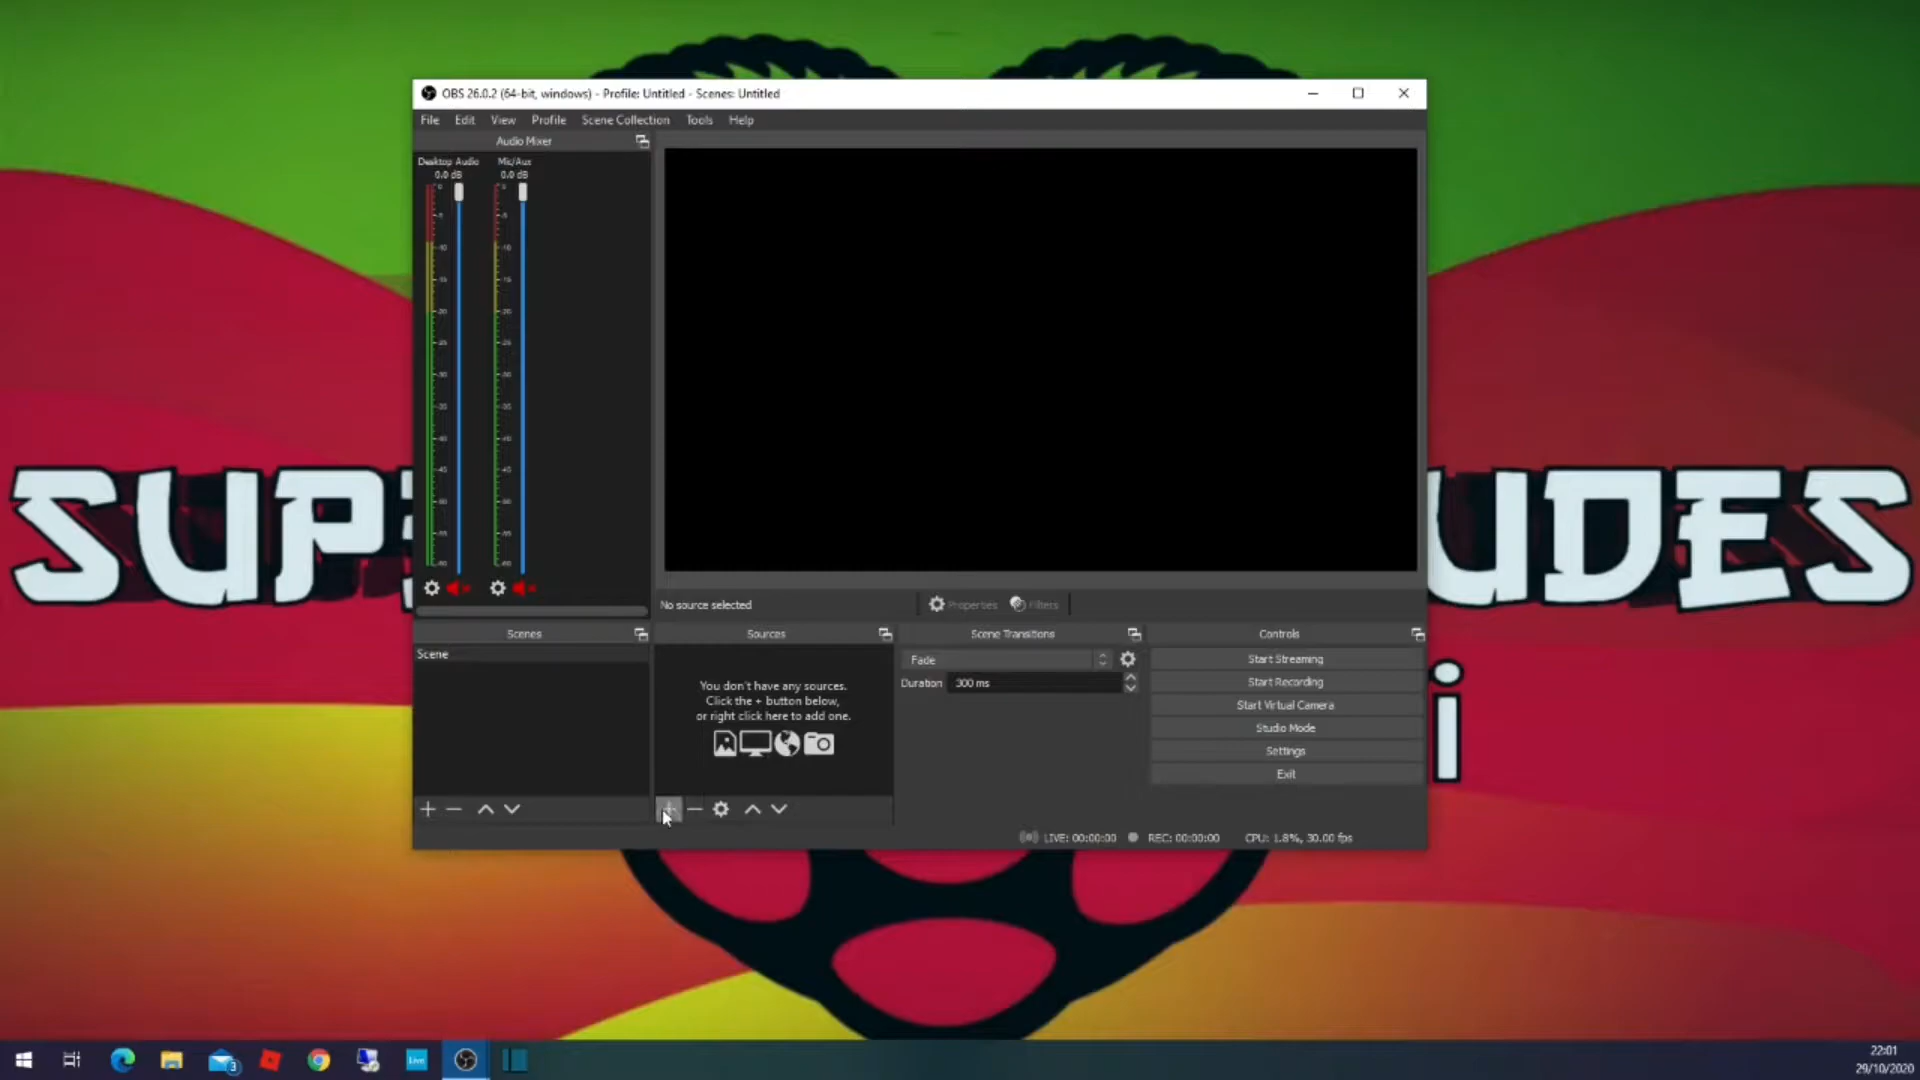 OBS 26.0.2 (64-bit, windows) - Profile: Untitled - Scenes: Untitled
File Edit View Profile Scene Collection Tools Help
Audio Mixer
Desktop Audio Mic/Aux
0.0 dB 0.0 dB
SUP
UDES
i
No source selected Properties Filters
Scenes Sources Scene Transitions Controls
Scene
You don't have any sources.
Click the + button below,
or right click here to add one.
Fade
Duration 300 ms
Start Streaming
Start Recording
Start Virtual Camera
Studio Mode
Settings
Exit
LIVE: 00:00:00 REC: 00:00:00 CPU: 1.8%, 30.00 fps
3
Live
22:01
29/10/2020